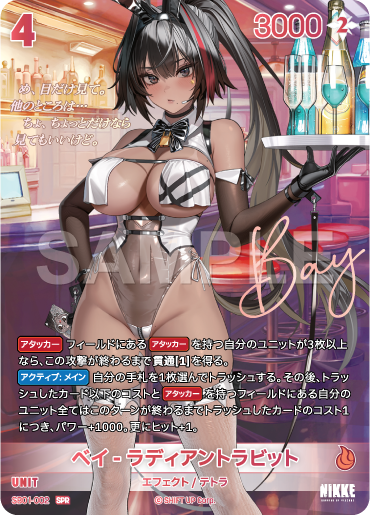 4
3000
2
め、目だけ見て。
他のところは…
ちょ、ちょっとだけなら
見てもいいけど。
SAMPLE
Bay
アタッカー フィールドにある アタッカー を持つ自分のユニットが3枚以上
なら、この攻撃が終わるまで貫通[1]を得る。
アクティブ:メイン 自分の手札を1枚選んでトラッシュする。その後、トラッ
シュしたカード以下のコストと アタッカー を持つフィールドにある自分の
ユニット全てはこのターンが終わるまでトラッシュしたカードのコスト1
につき、パワー+1000。更にヒット+1。
ベイ - ラディアントラビット
UNIT
エフェクト / テトラ
SB01-002 SPR
© SHIFT UP Corp.
NIKKE
GODDESS OF VICTORY